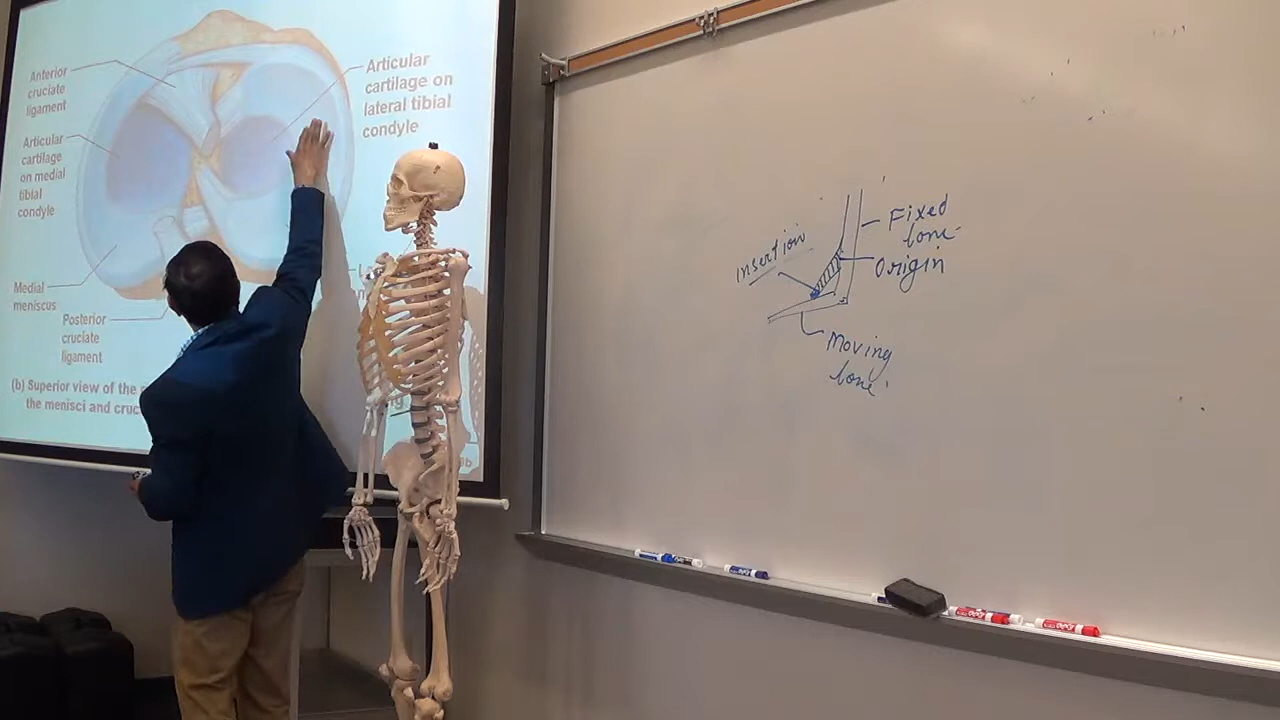 Anterior
cruciate
ligament
Articular
cartilage
on medial
tibial
condyle
Medial
meniscus
Posterior
cruciate
ligament
Articular
cartilage on
lateral tibial
condyle
(b) Superior view of the
the menisci and cruc
Insertion
Fixed
bone
Origin
Moving
bone